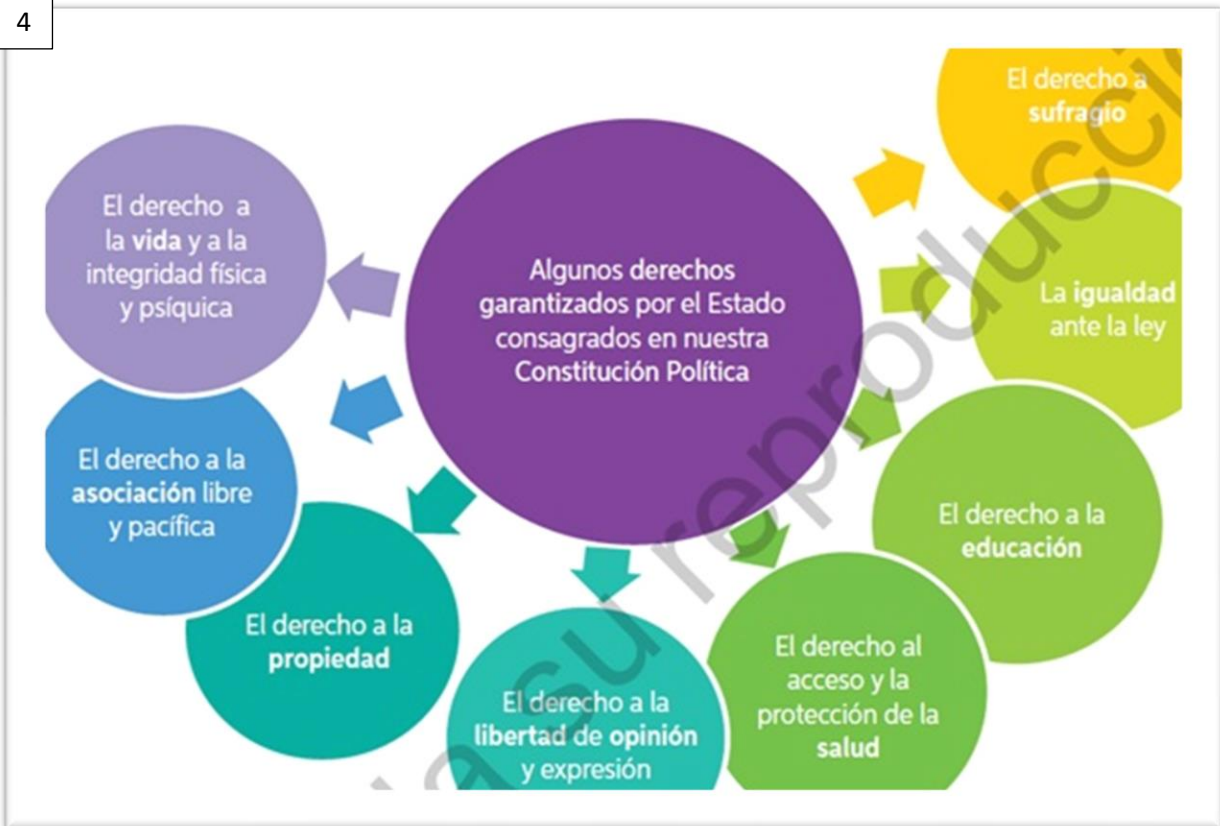 4
Algunos derechos
garantizados por el Estado
consagrados en nuestra
Constitución Política
El derecho a
sufragio
La igualdad
ante la ley
El derecho a la
educación
El derecho al
acceso y la
protección de la
salud
El derecho a la
libertad de opinión
y expresión
El derecho a la
propiedad
El derecho a la
asociación libre
y pacífica
El derecho a
la vida y a la
integridad física
y psíquica
su